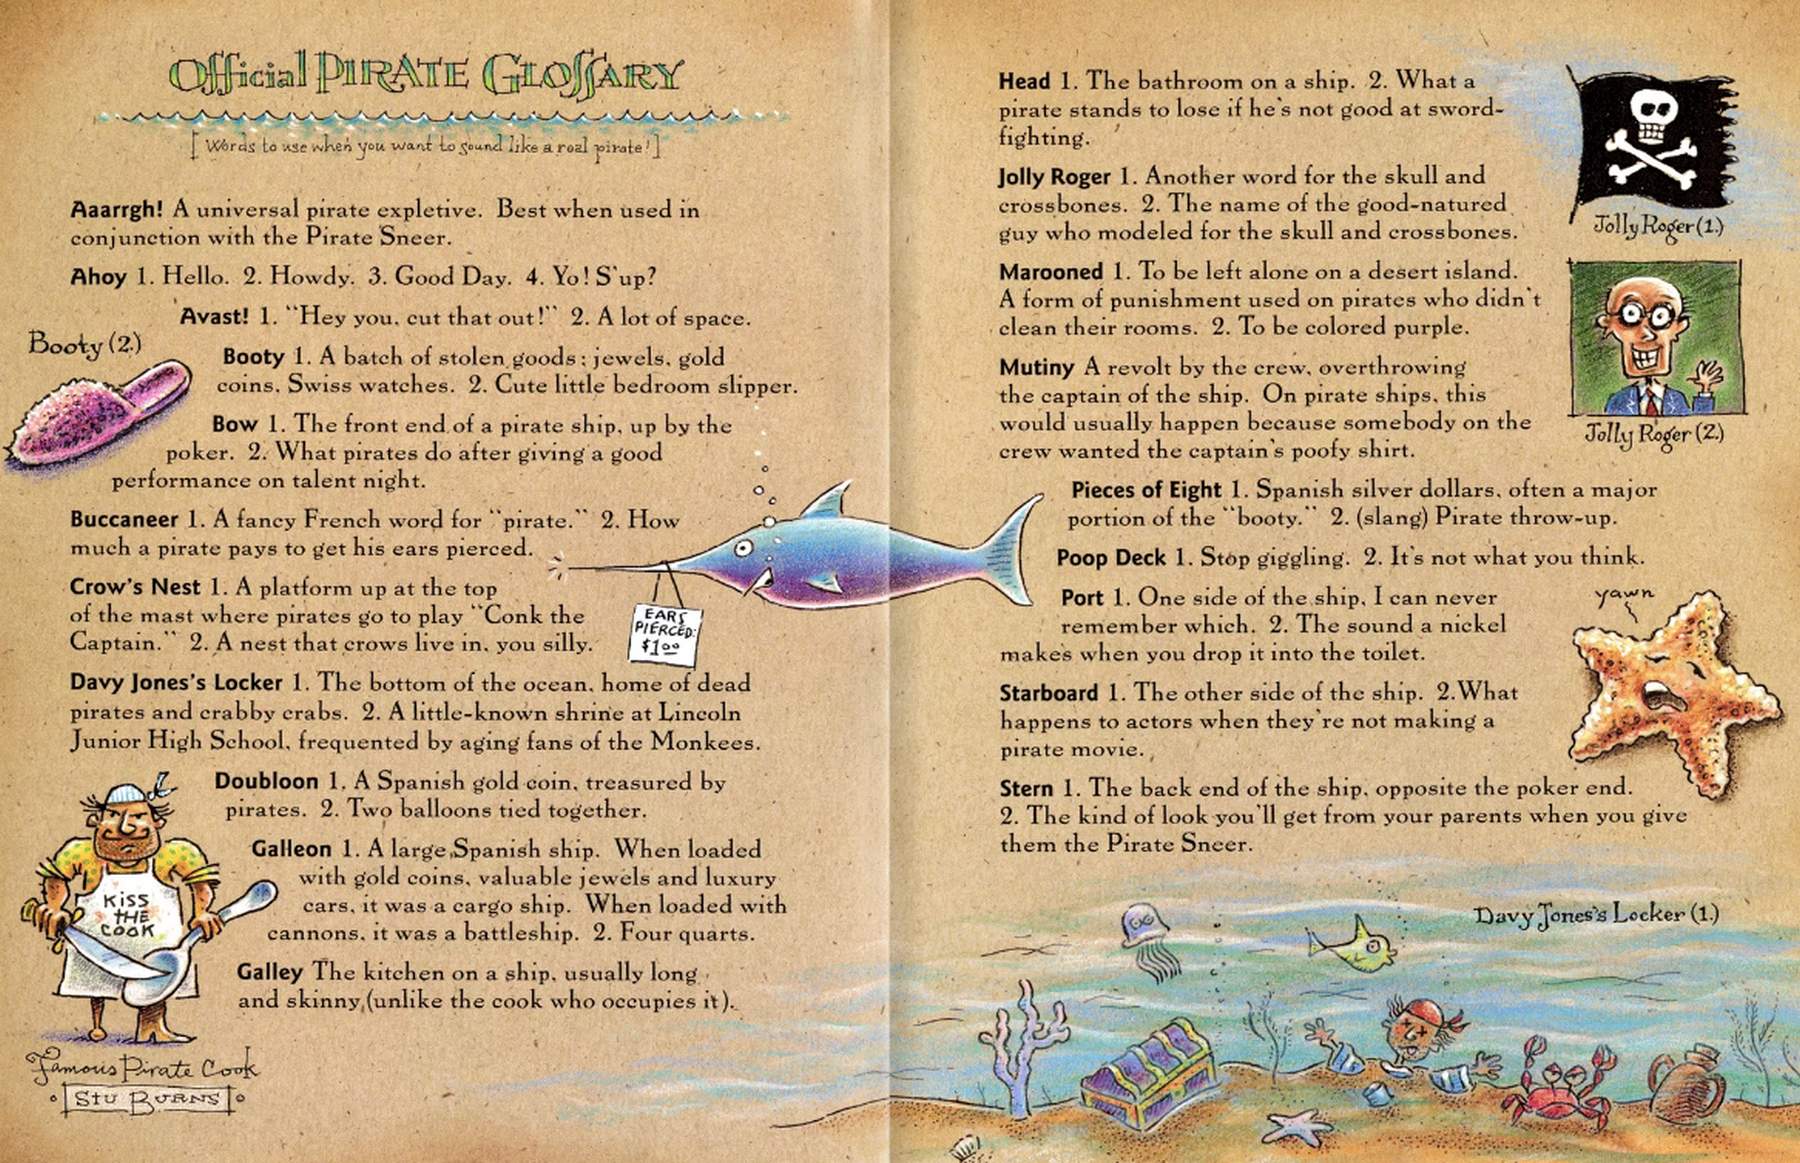 Official PIRATE GLOSSARY
[ Words to use when you want to sound like a real pirate! ]
Aaarrgh! A universal pirate expletive. Best when used in
conjunction with the Pirate Sneer.
Ahoy 1. Hello. 2. Howdy. 3. Good Day. 4. Yo! S'up?
Avast! 1. "Hey you, cut that out!" 2. A lot of space.
Booty (2.)
Booty 1. A batch of stolen goods; jewels, gold
coins, Swiss watches. 2. Cute little bedroom slipper.
Bow 1. The front end of a pirate ship, up by the
poker. 2. What pirates do after giving a good
performance on talent night.
Buccaneer 1. A fancy French word for "pirate." 2. How
much a pirate pays to get his ears pierced.
EARS
PIERCED:
$1.00
Crow's Nest 1. A platform up at the top
of the mast where pirates go to play "Conk the
Captain." 2. A nest that crows live in, you silly.
Davy Jones's Locker 1. The bottom of the ocean, home of dead
pirates and crabby crabs. 2. A little-known shrine at Lincoln
Junior High School, frequented by aging fans of the Monkees.
Doubloon 1. A Spanish gold coin, treasured by
pirates. 2. Two balloons tied together.
Galleon 1. A large Spanish ship. When loaded
with gold coins, valuable jewels and luxury
cars, it was a cargo ship. When loaded with
cannons, it was a battleship. 2. Four quarts.
Galley The kitchen on a ship, usually long
and skinny (unlike the cook who occupies it).
KISS
THE
COOK
Famous Pirate Cook
STU BURNS
Head 1. The bathroom on a ship. 2. What a
pirate stands to lose if he's not good at sword-
fighting.
Jolly Roger 1. Another word for the skull and
crossbones. 2. The name of the good-natured
guy who modeled for the skull and crossbones.
Jolly Roger (1.)
Marooned 1. To be left alone on a desert island.
A form of punishment used on pirates who didn't
clean their rooms. 2. To be colored purple.
Mutiny A revolt by the crew, overthrowing
the captain of the ship. On pirate ships, this
would usually happen because somebody on the
crew wanted the captain's poofy shirt.
Jolly Roger (2.)
Pieces of Eight 1. Spanish silver dollars, often a major
portion of the "booty." 2. (slang) Pirate throw-up.
Poop Deck 1. Stop giggling. 2. It's not what you think.
Port 1. One side of the ship, I can never
remember which. 2. The sound a nickel
makes when you drop it into the toilet.
yawn
Starboard 1. The other side of the ship. 2.What
happens to actors when they're not making a
pirate movie.
Stern 1. The back end of the ship, opposite the poker end.
2. The kind of look you'll get from your parents when you give
them the Pirate Sneer.
Davy Jones's Locker (1.)